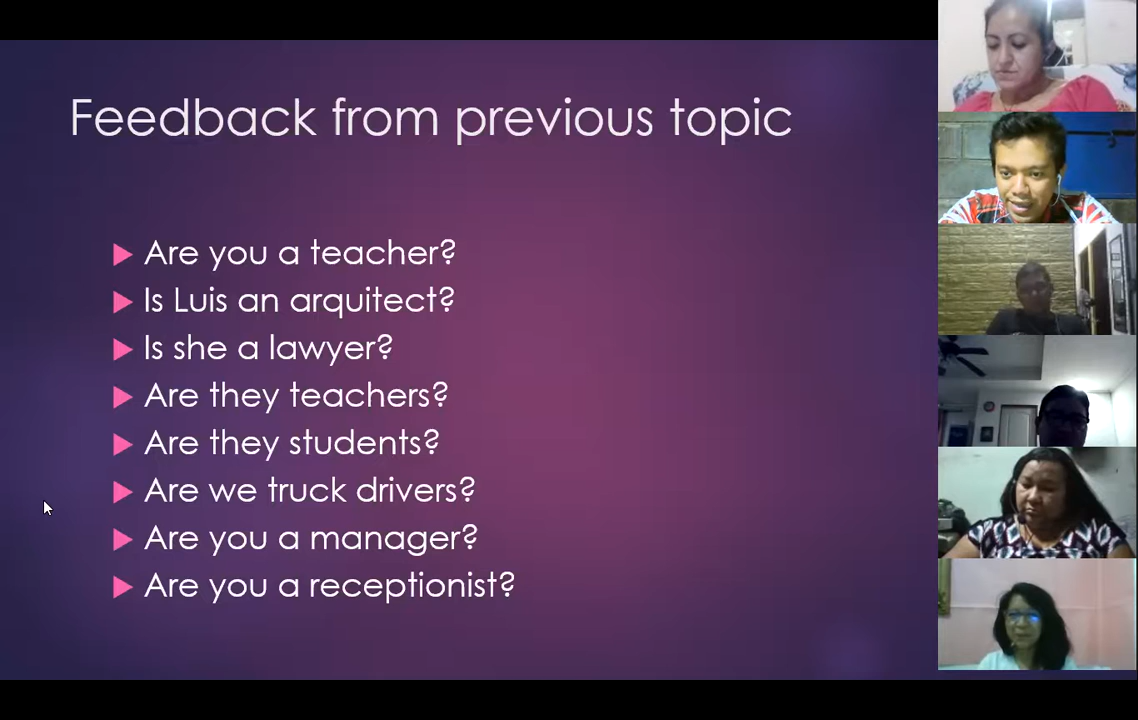 Feedback from previous topic
Are you a teacher?
Is Luis an arquitect?
Is she a lawyer?
Are they teachers?
Are they students?
Are we truck drivers?
Are you a manager?
Are you a receptionist?